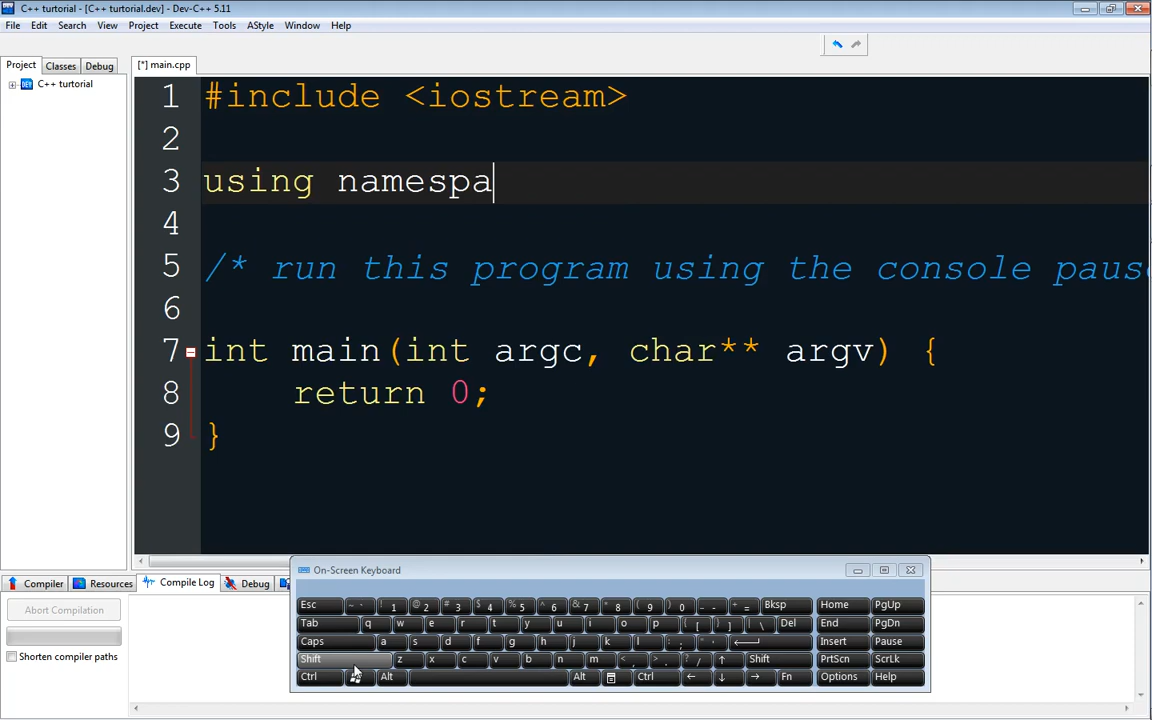 C++ turtorial - [C++ turtorial.dev] - Dev-C++ 5.11
File Edit Search View Project Execute Tools AStyle Window Help
Project Classes Debug [*] main.cpp
C++ turtorial
1 #include <iostream>
2
3 using namespa
4
5 /* run this program using the console paus
6
7 int main(int argc, char** argv) {
8 return 0;
9 }
Compiler Resources Compile Log Debug
Abort Compilation
Shorten compiler paths
On-Screen Keyboard
Esc ~ ` ! 1 @ 2 # 3 $ 4 % 5 ^ 6 & 7 * 8 ( 9 ) 0 _ - + = Bksp Home PgUp
Tab q w e r t y u i o p { [ } ] | \ Del End PgDn
Caps a s d f g h j k l : ; " ' Insert Pause
Shift z x c v b n m < , > . ? / ↑ Shift PrtScn ScrLk
Ctrl Alt Alt Ctrl ← ↓ → Fn Options Help